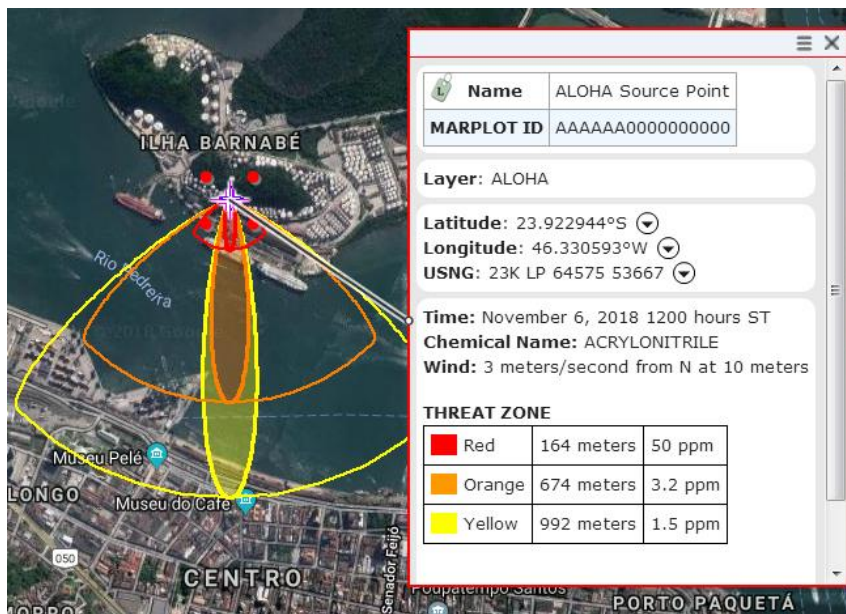 ILHA BARNABÉ
Rio Pedreira
Museu Pelé
LONGO
Museu do Café
050
CENTRO
Senador Feijó
Poupatempo Santos
PORTO PAQUETÁ
MORRO
L Name ALOHA Source Point
MARPLOT ID AAAAAA0000000000
Layer: ALOHA
Latitude: 23.922944°S
Longitude: 46.330593°W
USNG: 23K LP 64575 53667
Time: November 6, 2018 1200 hours ST
Chemical Name: ACRYLONITRILE
Wind: 3 meters/second from N at 10 meters
THREAT ZONE
Red 164 meters 50 ppm
Orange 674 meters 3.2 ppm
Yellow 992 meters 1.5 ppm